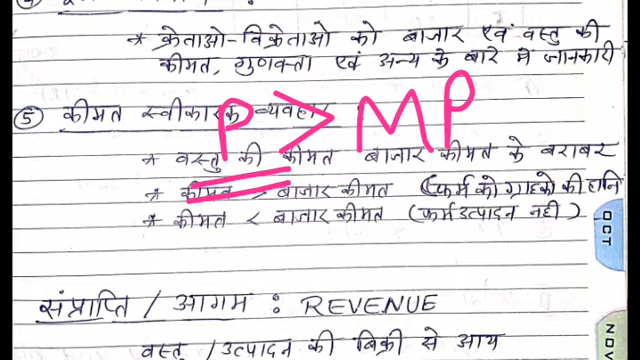 * क्रेताओ-विक्रेताओ को बाजार एवं वस्तु की
कीमत, गुणवत्ता एवं अन्य के बारे मे जानकारी
⑤ कीमत स्वीकारक व्यवहार :
P > MP
* वस्तु की कीमत बाजार कीमत के बराबर
* कीमत > बाजार कीमत (फर्म को ग्राहको की हानि
* कीमत < बाजार कीमत (फर्म उत्पादन नही)
OCT
संप्राप्ति / आगम : REVENUE
NOV
वस्तु / उत्पादन की बिक्री से आय